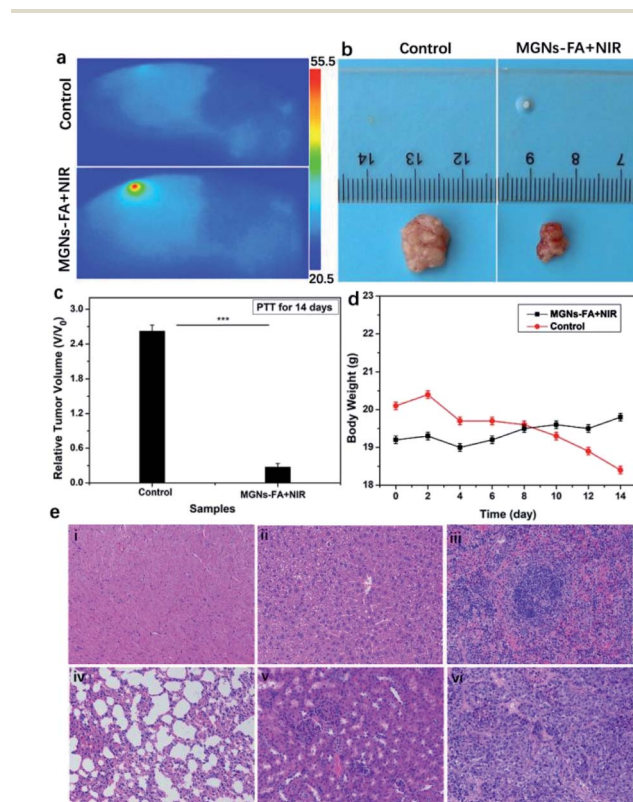 a
Control
MGNs-FA+NIR
55.5
20.5
b
Control
MGNs-FA+NIR
14
13
12
9
8
7
c
PTT for 14 days
***
Relative Tumor Volume (V/V₀)
3.0
2.4
1.8
1.2
0.6
0.0
Control
MGNs-FA+NIR
Samples
d
MGNs-FA+NIR
Control
Body Weight (g)
23
22
21
20
19
18
0 2 4 6 8 10 12 14
Time (day)
e
i
ii
iii
iv
v
vi